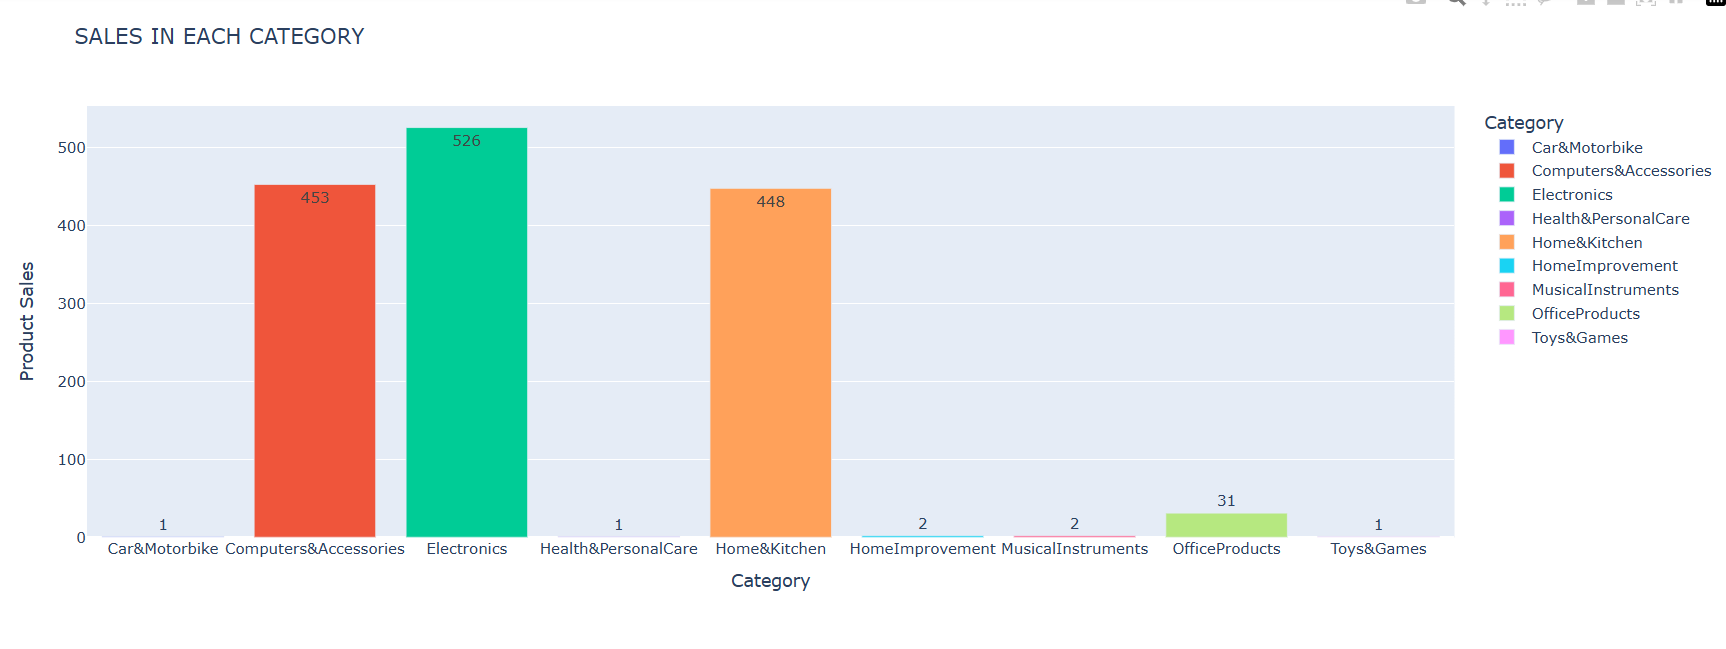 SALES IN EACH CATEGORY
Product Sales
500
400
300
200
100
0
1
453
526
1
448
2
2
31
1
Car&Motorbike
Computers&Accessories
Electronics
Health&PersonalCare
Home&Kitchen
HomeImprovement
MusicalInstruments
OfficeProducts
Toys&Games
Category
Category
Car&Motorbike
Computers&Accessories
Electronics
Health&PersonalCare
Home&Kitchen
HomeImprovement
MusicalInstruments
OfficeProducts
Toys&Games